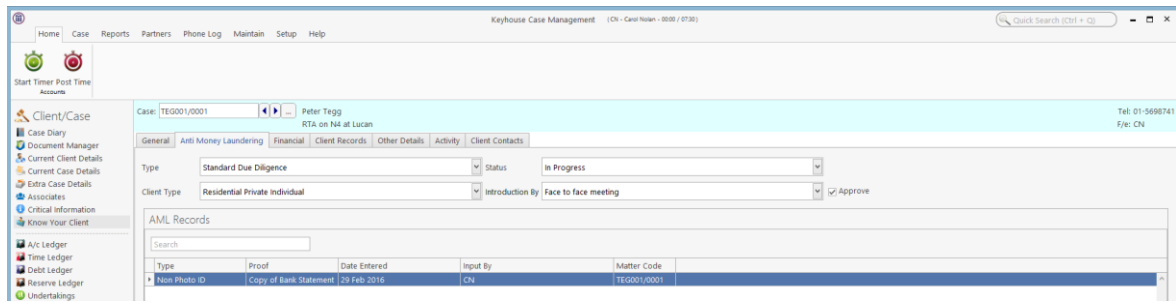 Keyhouse Case Management (CN - Carol Nolan - 00:00 / 07:30)
Quick Search (Ctrl + Q)
Home Case Reports Partners Phone Log Maintain Setup Help
Start Timer Post Time
Accounts
Client/Case
Case Diary
Document Manager
Current Client Details
Current Case Details
Extra Case Details
Associates
Critical Information
Know Your Client
A/c Ledger
Time Ledger
Debt Ledger
Reserve Ledger
Undertakings
Case: TEG001/0001 ... Peter Tegg Tel: 01-5698741
RTA on N4 at Lucan F/e: CN
General Anti Money Laundering Financial Client Records Other Details Activity Client Contacts
Type Standard Due Diligence Status In Progress
Client Type Residential Private Individual Introduction By Face to face meeting Approve
AML Records
Search
Type Proof Date Entered Input By Matter Code
Non Photo ID Copy of Bank Statement 29 Feb 2016 CN TEG001/0001